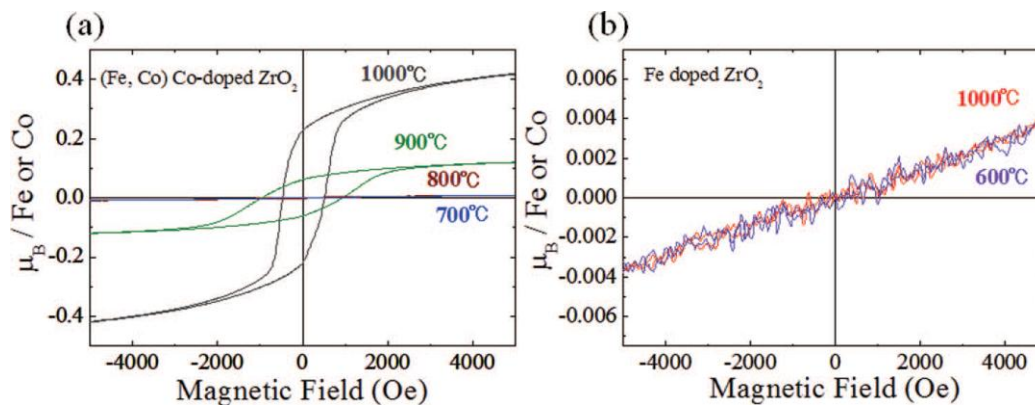 (a)
(Fe, Co) Co-doped ZrO₂
1000℃
900℃
800℃
700℃
0.4
0.2
0.0
-0.2
-0.4
μB / Fe or Co
-4000 -2000 0 2000 4000
Magnetic Field (Oe)
(b)
Fe doped ZrO₂
1000℃
600℃
0.006
0.004
0.002
0.000
-0.002
-0.004
-0.006
μB / Fe or Co
-4000 -2000 0 2000 4000
Magnetic Field (Oe)